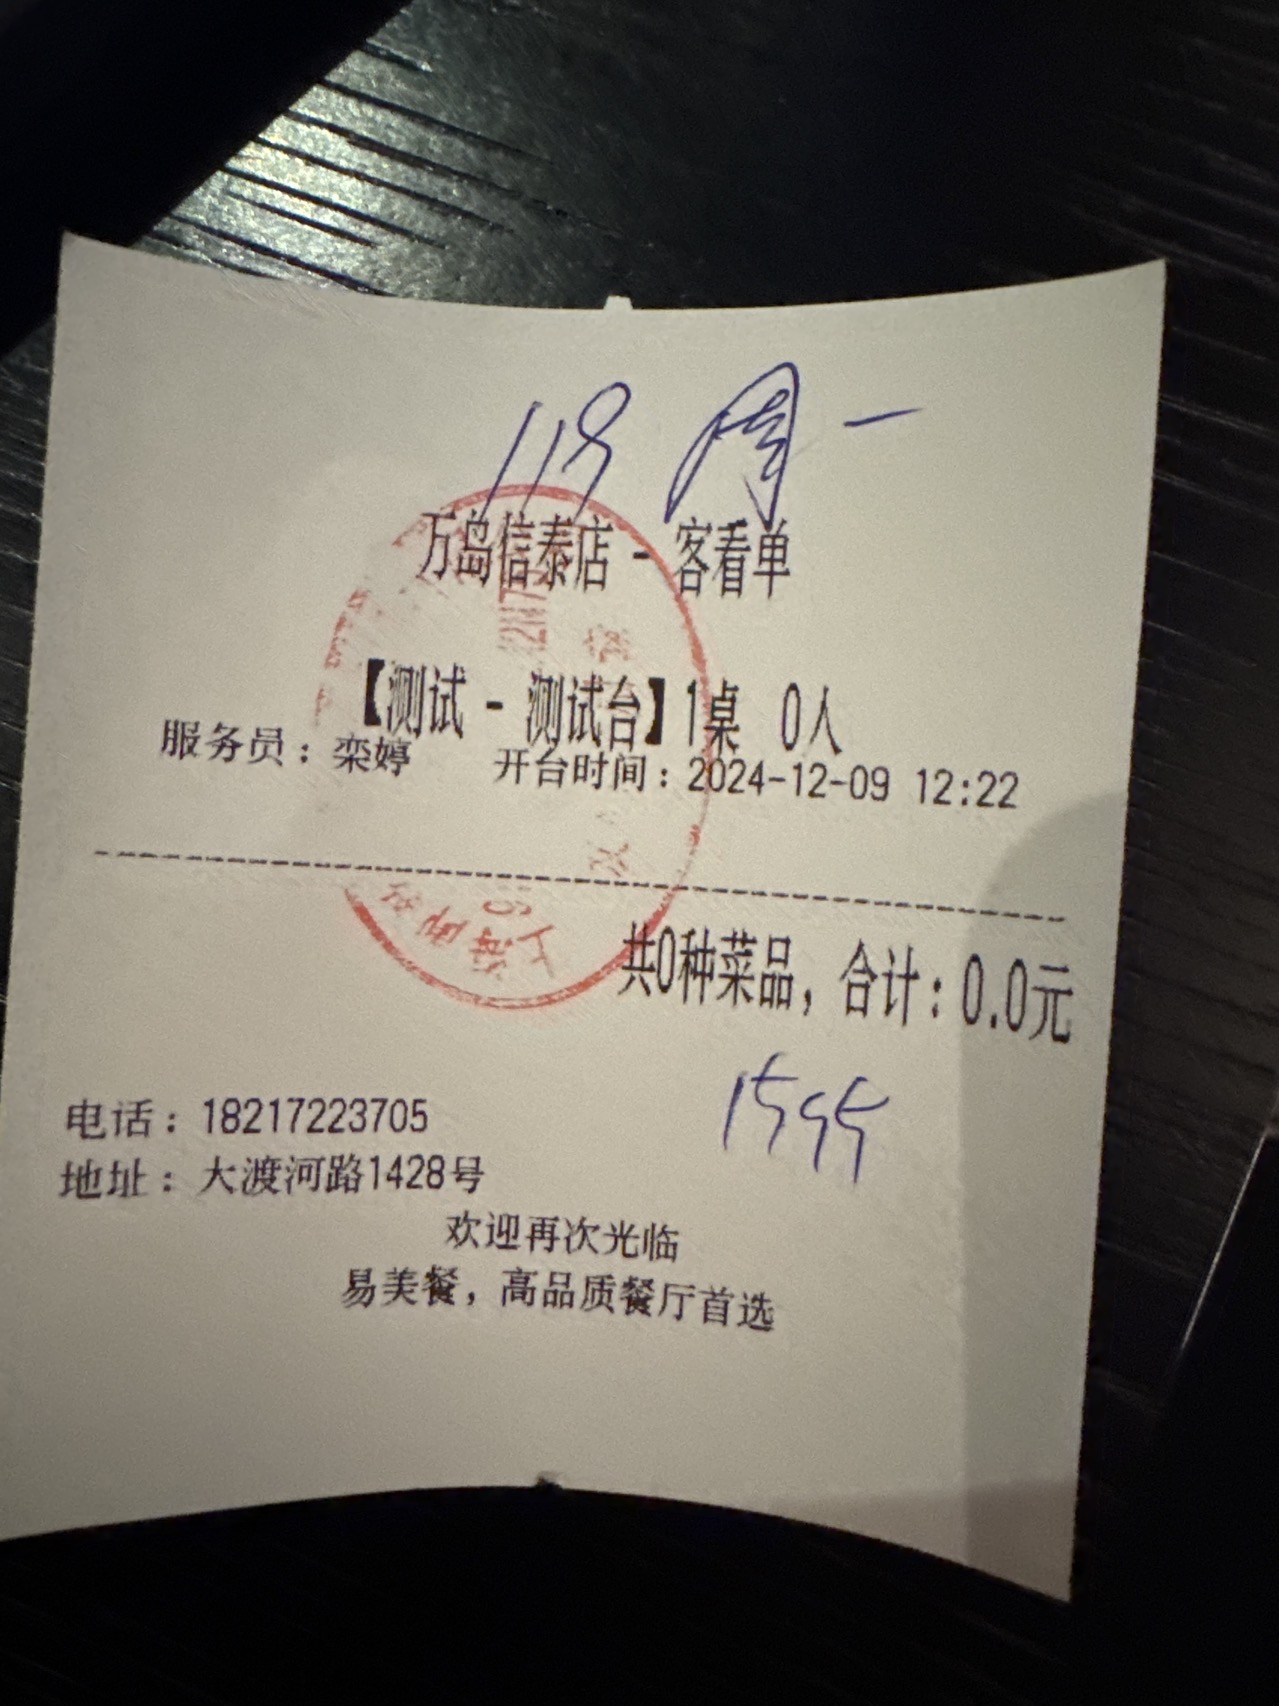 119 周一
万岛信泰店 - 客看单
【测试 - 测试台】1桌 0人
服务员：栾婷 开台时间：2024-12-09 12:22
共0种菜品，合计：0.0元
1595
电话：18217223705
地址：大渡河路1428号
欢迎再次光临
易美餐，高品质餐厅首选